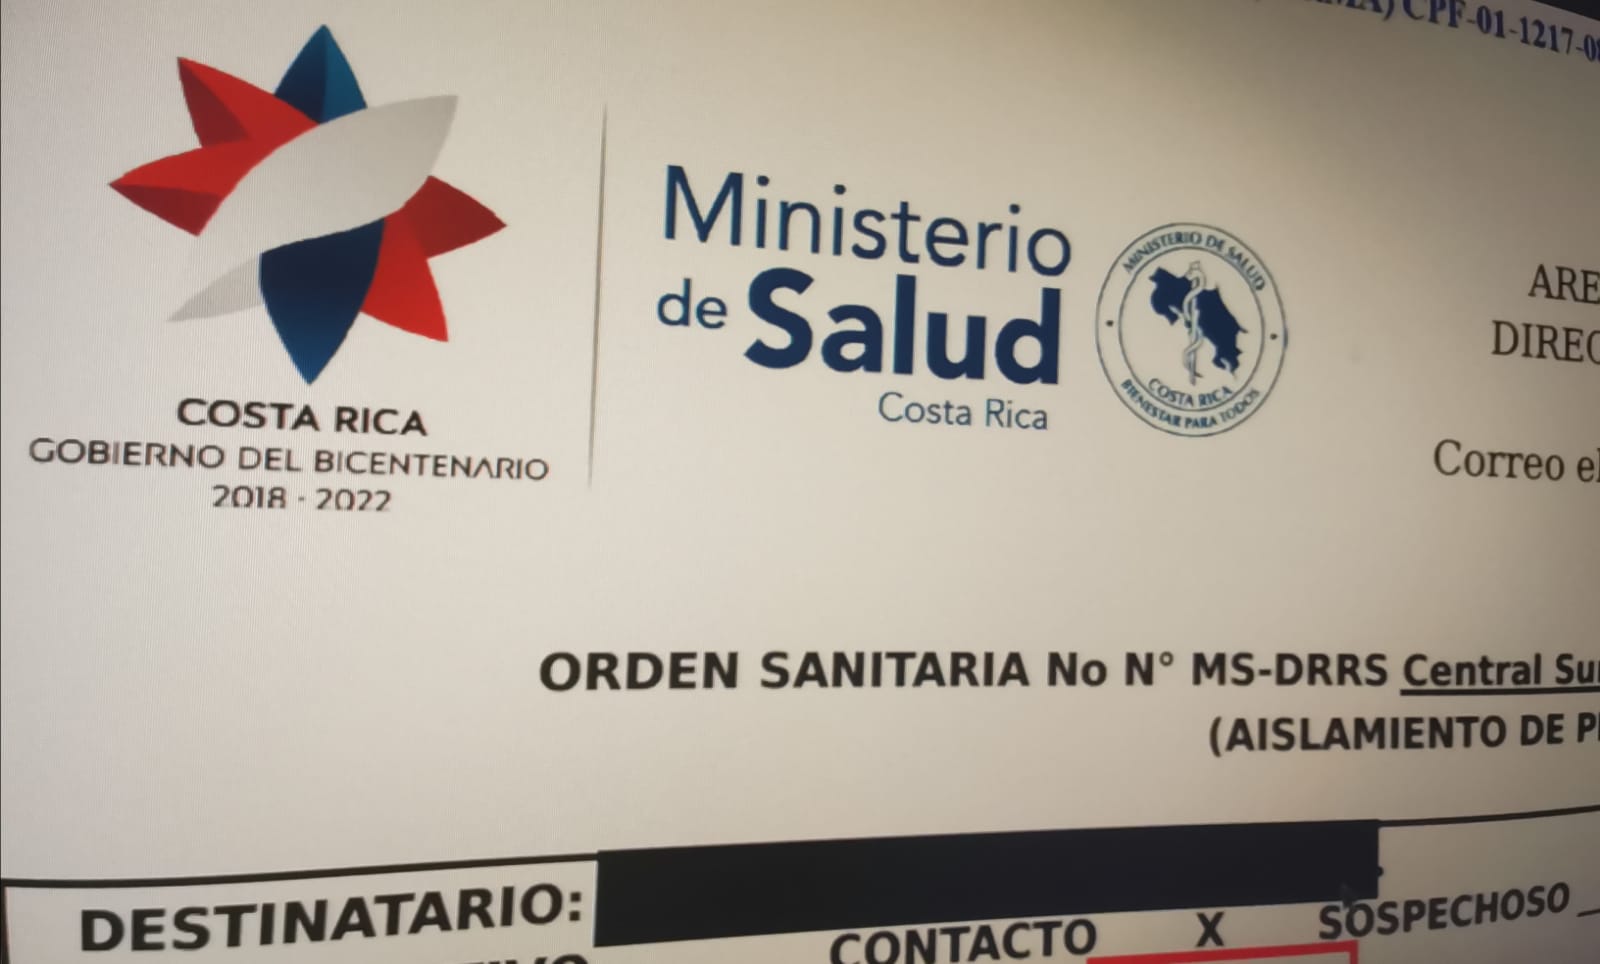 CPF-01-1217-0
COSTA RICA
GOBIERNO DEL BICENTENARIO
2018 - 2022
Ministerio
de Salud
Costa Rica
MINISTERIO DE SALUD
COSTA RICA
BIENESTAR PARA TODOS
ARE
DIREC
Correo el
ORDEN SANITARIA No N° MS-DRRS Central Su
(AISLAMIENTO DE P
DESTINATARIO:
CONTACTO X SOSPECHOSO